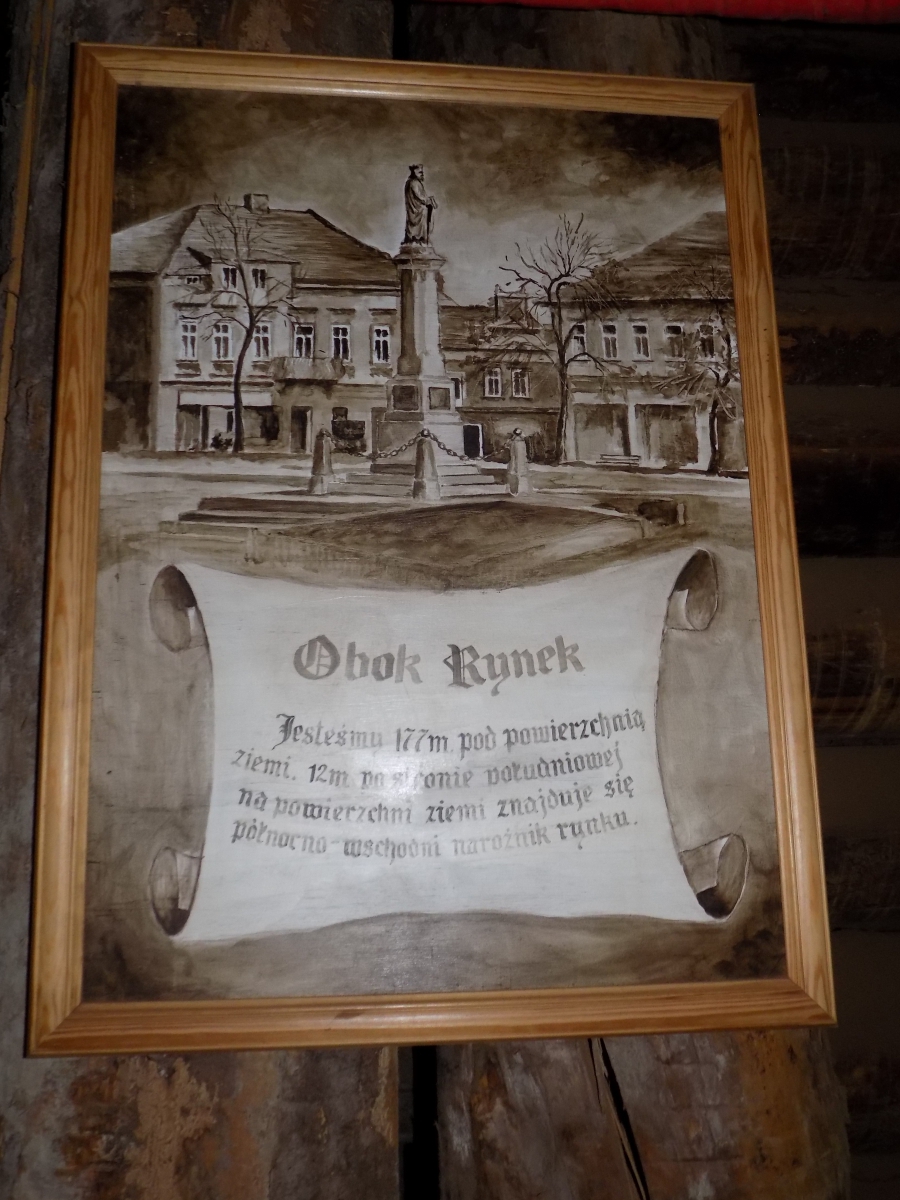 Obok Rynek
Jesteśmy 177m pod powierzchnią
ziemi. 12m po stronie południowej
na powierzchni ziemi znajduje się
północno-wschodni narożnik rynku.